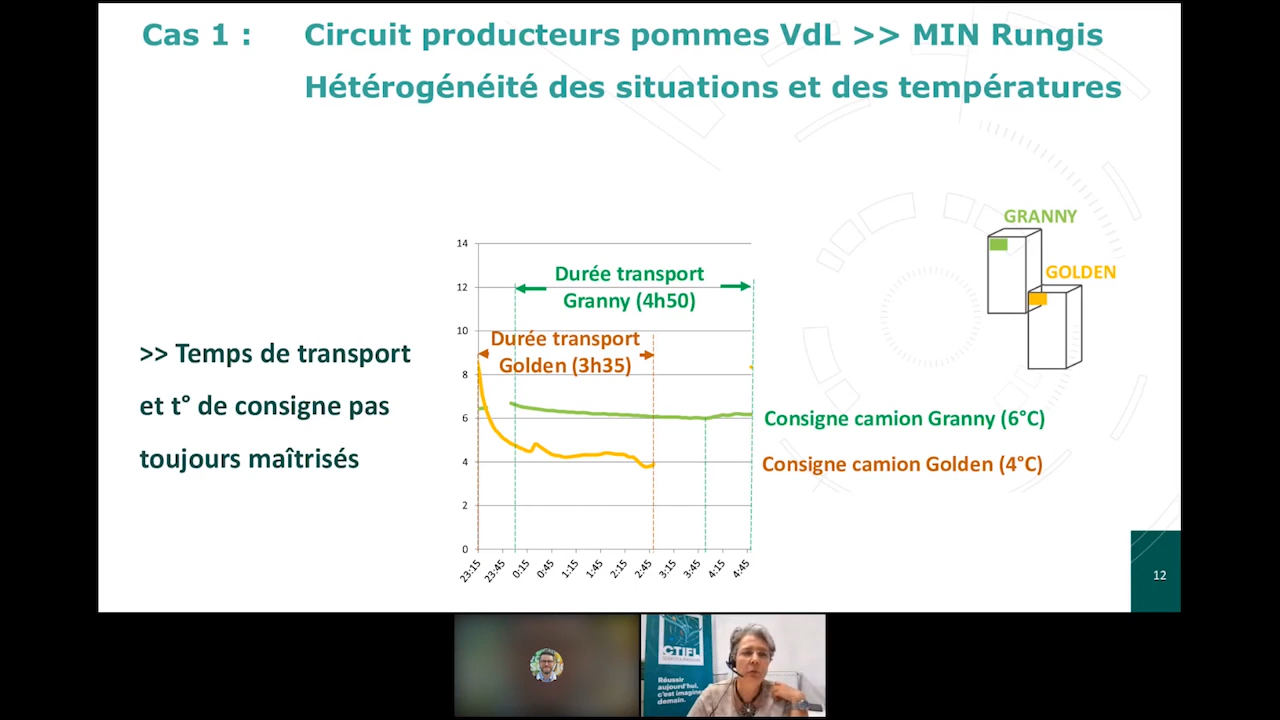 Cas 1 : Circuit producteurs pommes VdL >> MIN Rungis
Hétérogénéité des situations et des températures
GRANNY
GOLDEN
14
12
10
8
6
4
2
0
Durée transport
Granny (4h50)
Durée transport
Golden (3h35)
>> Temps de transport
et t° de consigne pas
toujours maîtrisés
Consigne camion Granny (6°C)
Consigne camion Golden (4°C)
23:15
23:45
0:15
0:45
1:15
1:45
2:15
2:45
3:15
3:45
4:15
4:45
12
CTIFL
Réussir
aujourd'hui,
c'est imagine
demain.